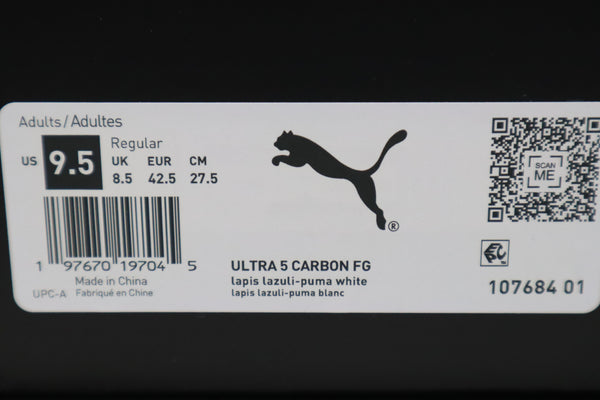 Adults/Adultes
US 9.5
Regular
UK EUR CM
8.5 42.5 27.5
1 97670 19704 5
Made in China
UPC-A Fabriqué en Chine
®
ULTRA 5 CARBON FG
lapis lazuli-puma white
lapis lazuli-puma blanc
SCAN
ME
107684 01